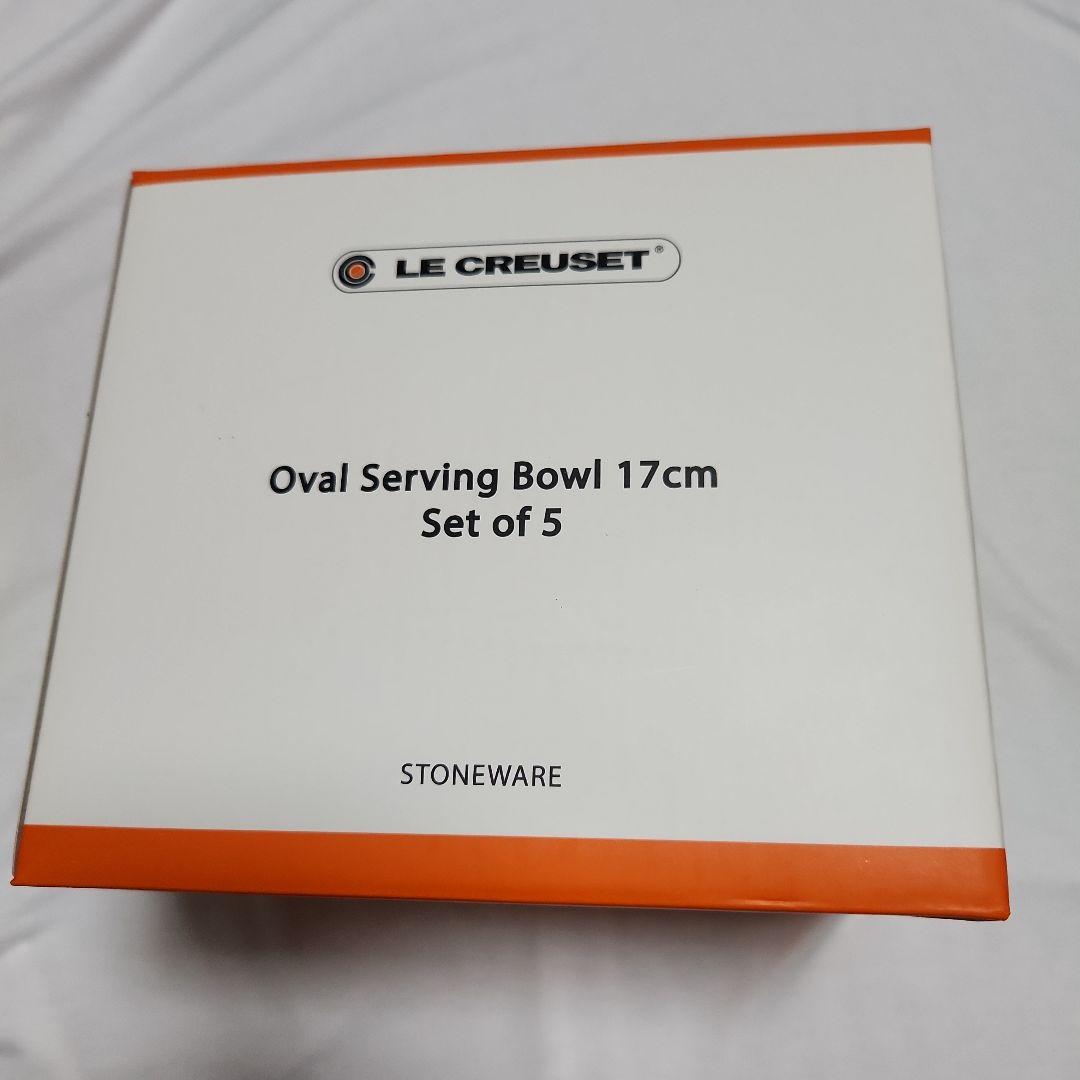 LE CREUSET®
Oval Serving Bowl 17cm
Set of 5
STONEWARE